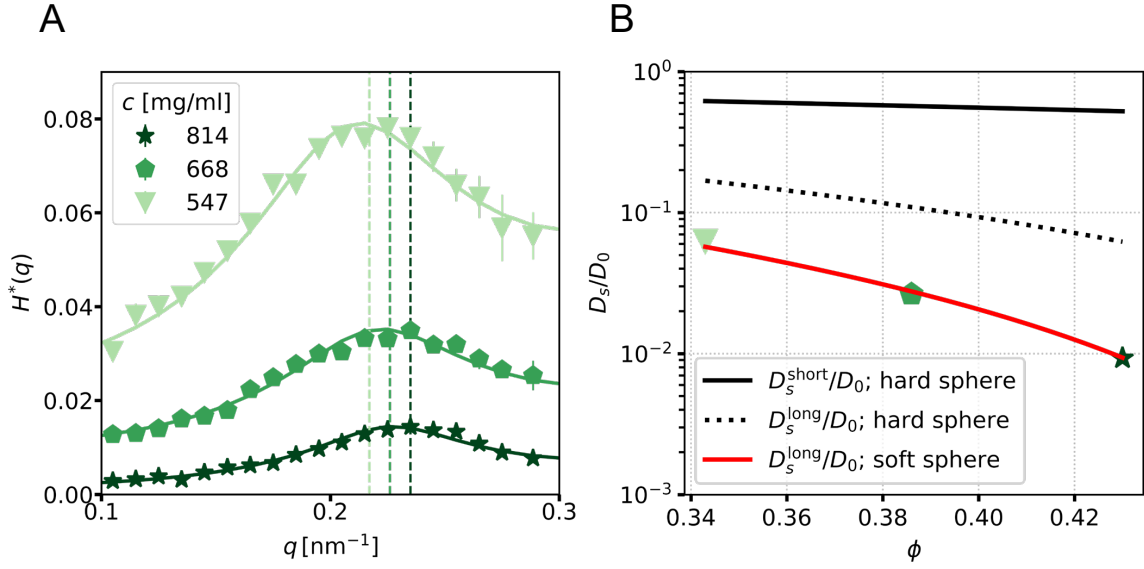 A
c [mg/ml]
814
668
547
0.08
0.06
0.04
0.02
0.00
H*(q)
0.1
0.2
0.3
q [nm⁻¹]
B
10⁰
10⁻¹
10⁻²
10⁻³
D_s/D_0
D_s^short/D_0; hard sphere
D_s^long/D_0; hard sphere
D_s^long/D_0; soft sphere
0.34
0.36
0.38
0.40
0.42
ϕ